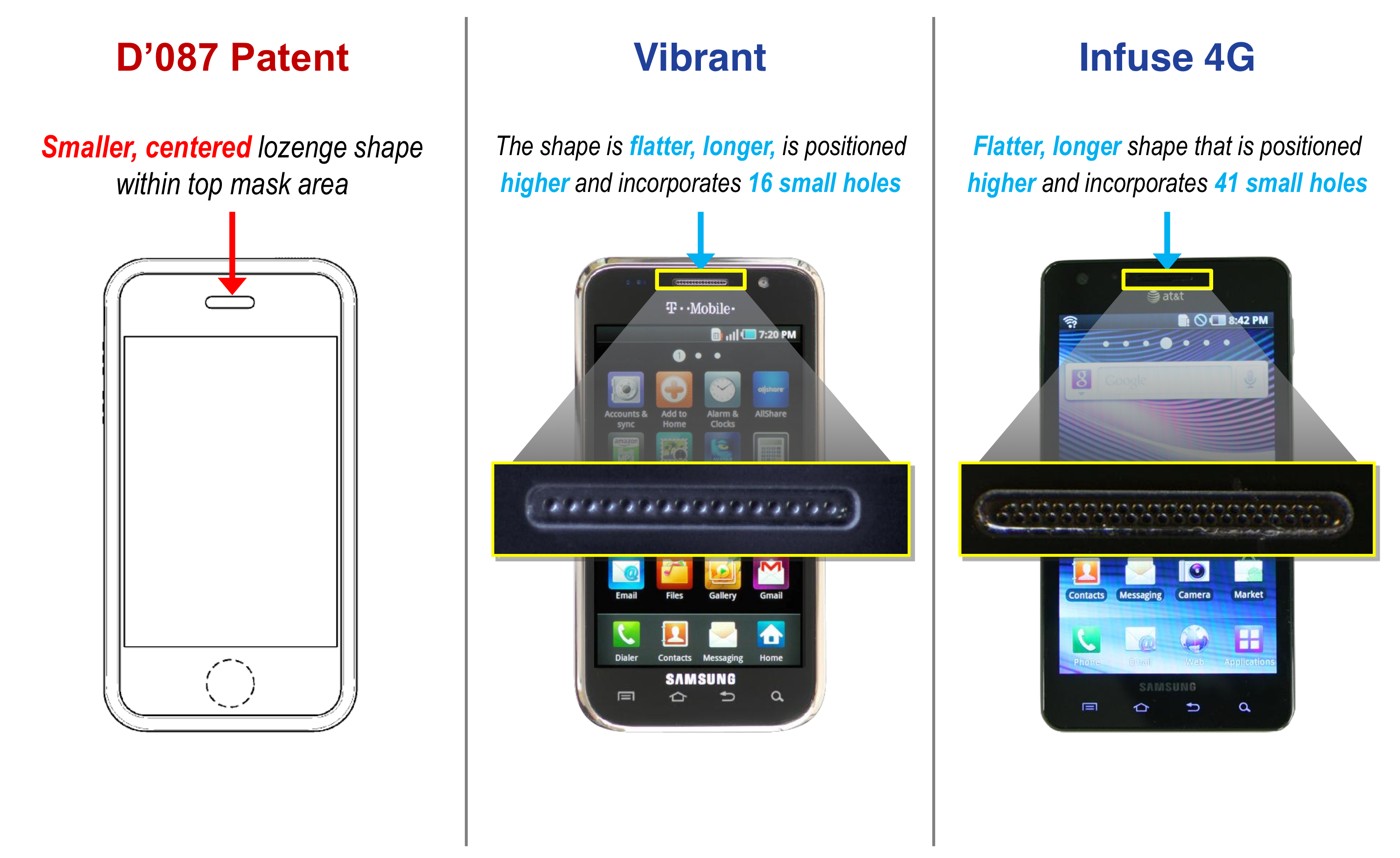 D’087 Patent
Smaller, centered lozenge shape
within top mask area
Vibrant
The shape is flatter, longer, is positioned
higher and incorporates 16 small holes
T··Mobile·
7:20 PM
Accounts & sync
Add to Home
Alarm & Clocks
AllShare
Email Files Gallery Gmail
Dialer Contacts Messaging Home
SAMSUNG
Infuse 4G
Flatter, longer shape that is positioned
higher and incorporates 41 small holes
at&t
8:42 PM
Google
Contacts Messaging Camera Market
Phone Email Web Applications
SAMSUNG